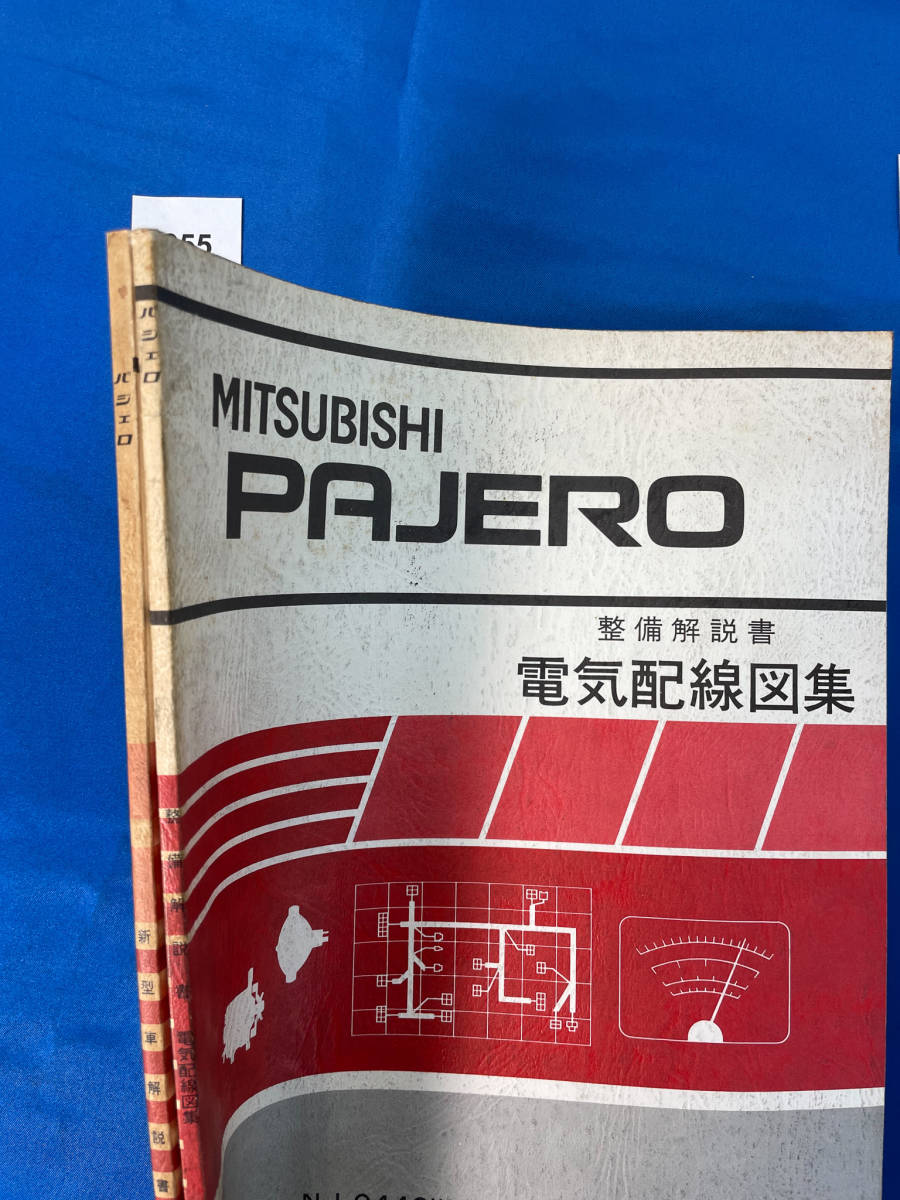 55
パジェロ
パジェロ
MITSUBISHI
PAJERO
整備解説書
電気配線図集
整備解説書 電気配線図集
新型車解説書